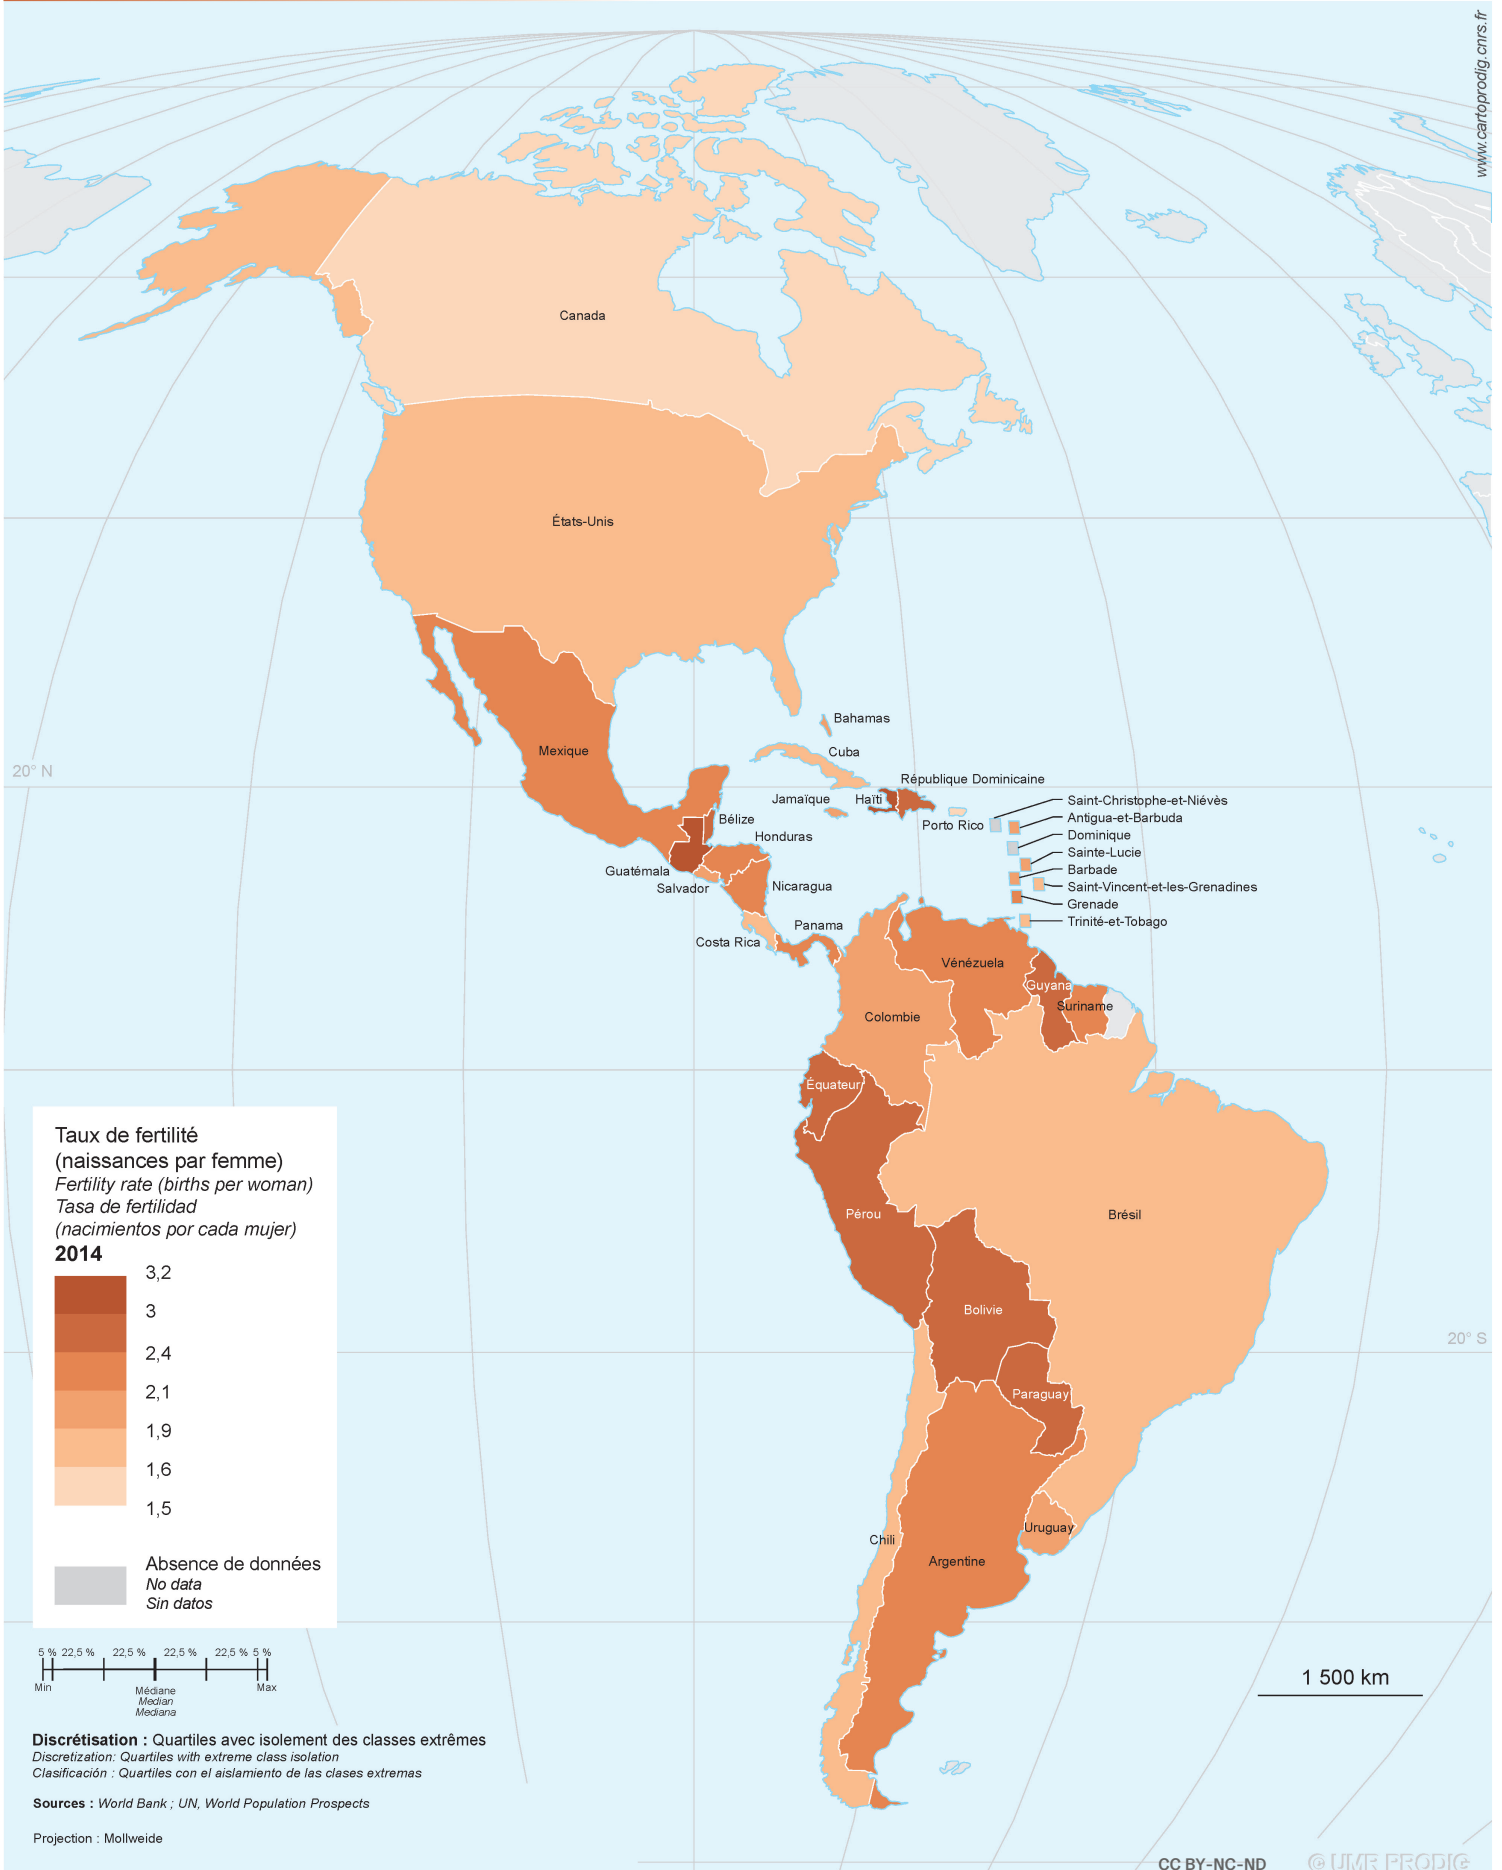 www.cartoprodig.cnrs.fr
Canada
États-Unis
20° N
Mexique
Bahamas
Cuba
République Dominicaine
Jamaïque
Haïti
Porto Rico
Saint-Christophe-et-Niévès
Antigua-et-Barbuda
Dominique
Sainte-Lucie
Barbade
Saint-Vincent-et-les-Grenadines
Grenade
Trinité-et-Tobago
Bélize
Honduras
Guatémala
Salvador
Nicaragua
Panama
Costa Rica
Vénézuela
Guyana
Suriname
Colombie
Équateur
Pérou
Brésil
Bolivie
20° S
Paraguay
Uruguay
Chili
Argentine
Taux de fertilité
(naissances par femme)
Fertility rate (births per woman)
Tasa de fertilidad
(nacimientos por cada mujer)
2014
3,2
3
2,4
2,1
1,9
1,6
1,5
Absence de données
No data
Sin datos
5 % 22,5 % 22,5 % 22,5 % 22,5 % 5 %
Min Médiane Max
Median
Mediana
1 500 km
Discrétisation : Quartiles avec isolement des classes extrêmes
Discretization: Quartiles with extreme class isolation
Clasificación : Quartiles con el aislamiento de las clases extremas
Sources : World Bank ; UN, World Population Prospects
Projection : Mollweide
CC BY-NC-ND © UMR PRODIG